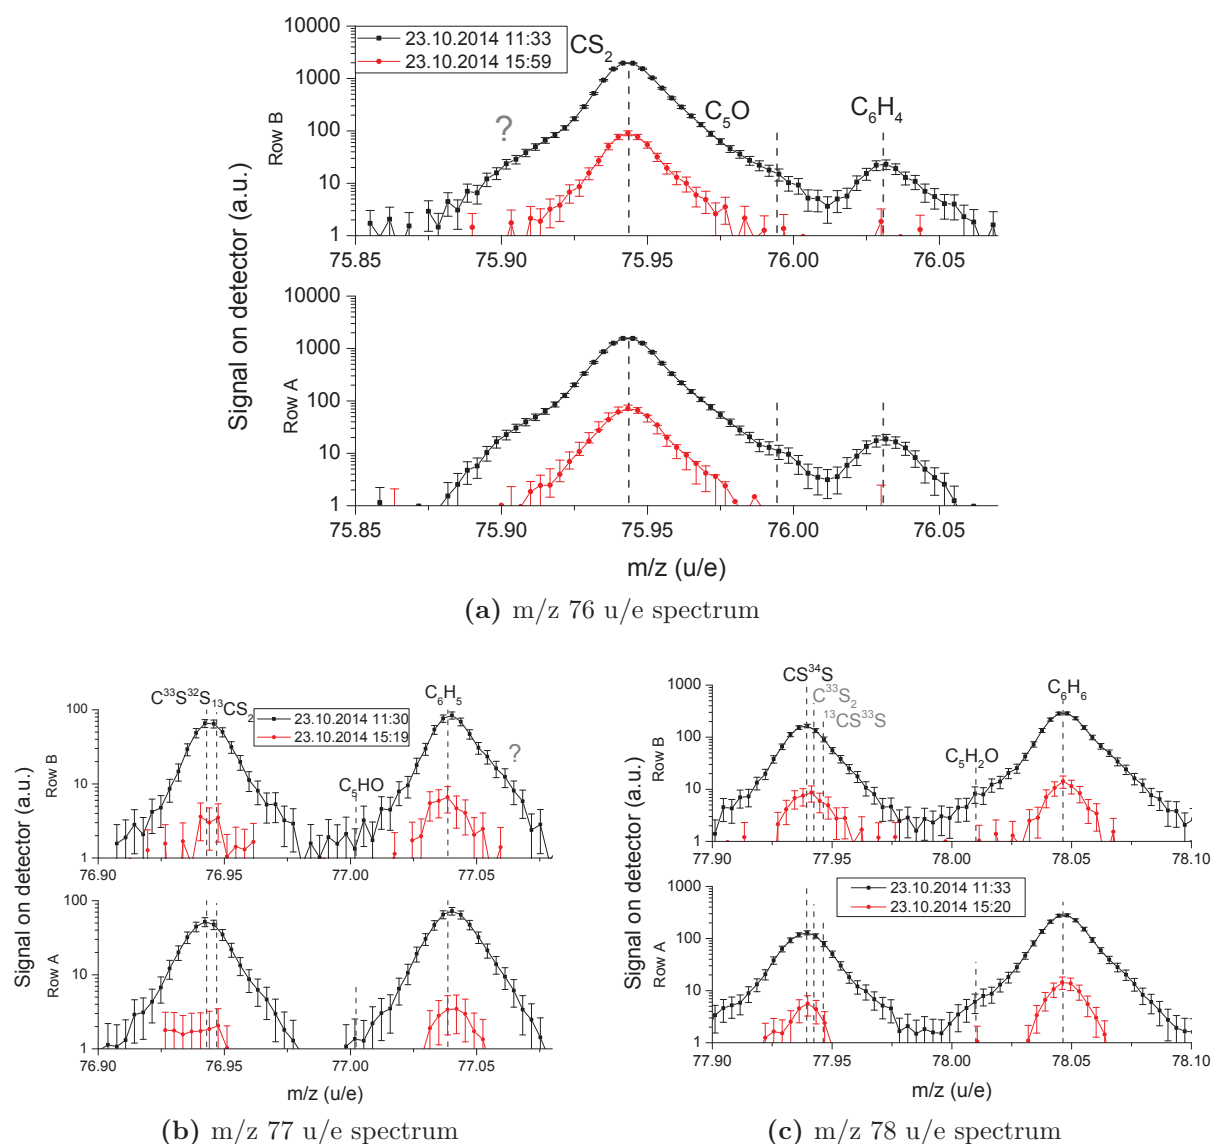 10000
1000
100
10
1
Row B
23.10.2014 11:33
23.10.2014 15:59
CS₂
?
C₅O
C₆H₄
75.85 75.90 75.95 76.00 76.05
Signal on detector (a.u.)
10000
1000
100
10
1
Row A
75.85 75.90 75.95 76.00 76.05
m/z (u/e)
(a) m/z 76 u/e spectrum
C³³S³²S ¹³CS₂
C₆H₅
23.10.2014 11:30
23.10.2014 15:19
C₅HO
?
100
10
1
Row B
76.90 76.95 77.00 77.05
Signal on detector (a.u.)
100
10
1
Row A
76.90 76.95 77.00 77.05
m/z (u/e)
(b) m/z 77 u/e spectrum
CS³⁴S
C³³S₂
¹³CS³³S
C₆H₆
C₅H₂O
1000
100
10
1
Row B
77.90 77.95 78.00 78.05 78.10
Signal on detector (a.u.)
23.10.2014 11:33
23.10.2014 15:20
1000
100
10
1
Row A
77.90 77.95 78.00 78.05 78.10
m/z (u/e)
(c) m/z 78 u/e spectrum